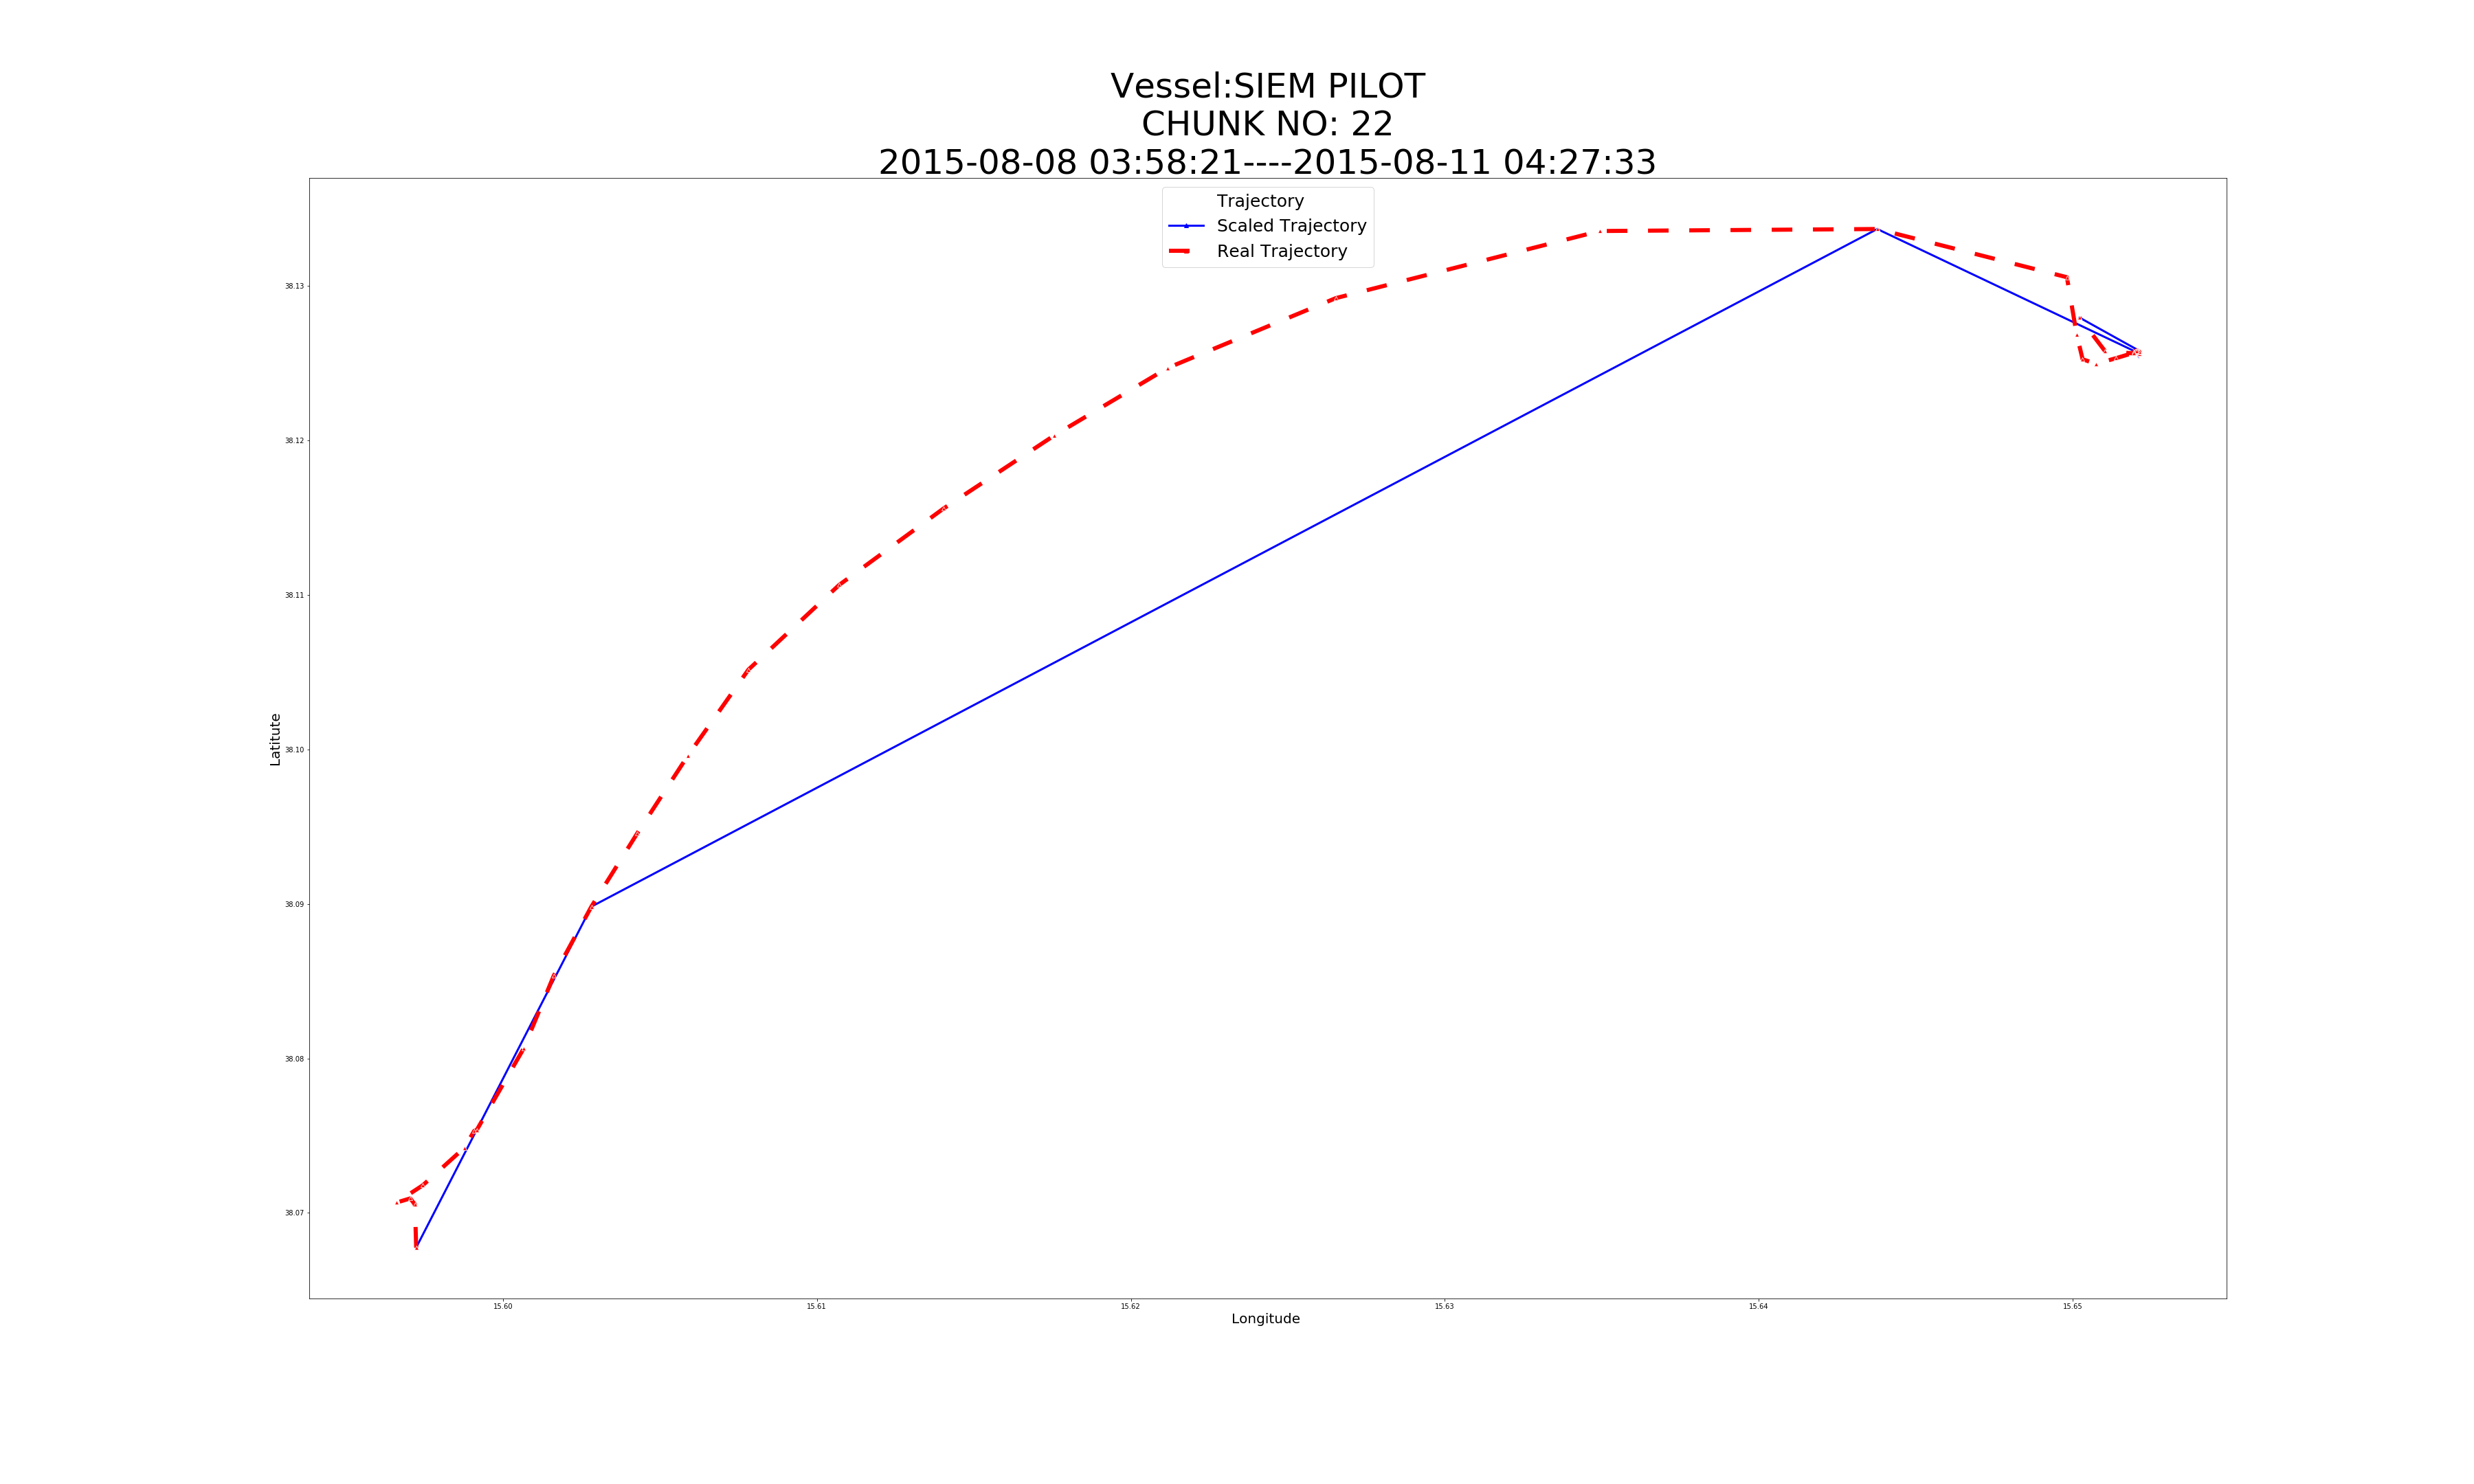 Vessel:SIEM PILOT
CHUNK NO: 22
2015-08-08 03:58:21----2015-08-11 04:27:33
Trajectory
Scaled Trajectory
Real Trajectory
38.13
38.12
38.11
38.10
38.09
38.08
38.07
Latitute
15.60 15.61 15.62 15.63 15.64 15.65
Longitude